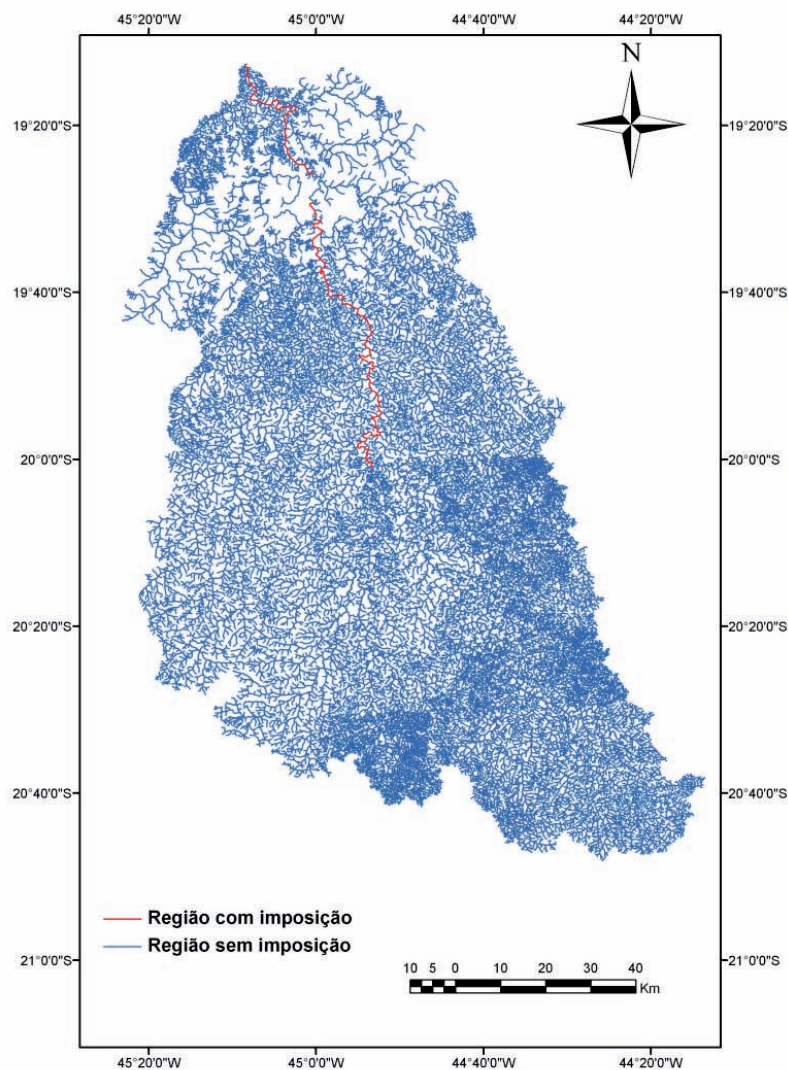 45°20'0"W 45°0'0"W 44°40'0"W 44°20'0"W
N
19°20'0"S 19°20'0"S
19°40'0"S 19°40'0"S
20°0'0"S 20°0'0"S
20°20'0"S 20°20'0"S
20°40'0"S 20°40'0"S
Região com imposição
Região sem imposição
21°0'0"S 21°0'0"S
10 5 0 10 20 30 40
Km
45°20'0"W 45°0'0"W 44°40'0"W 44°20'0"W